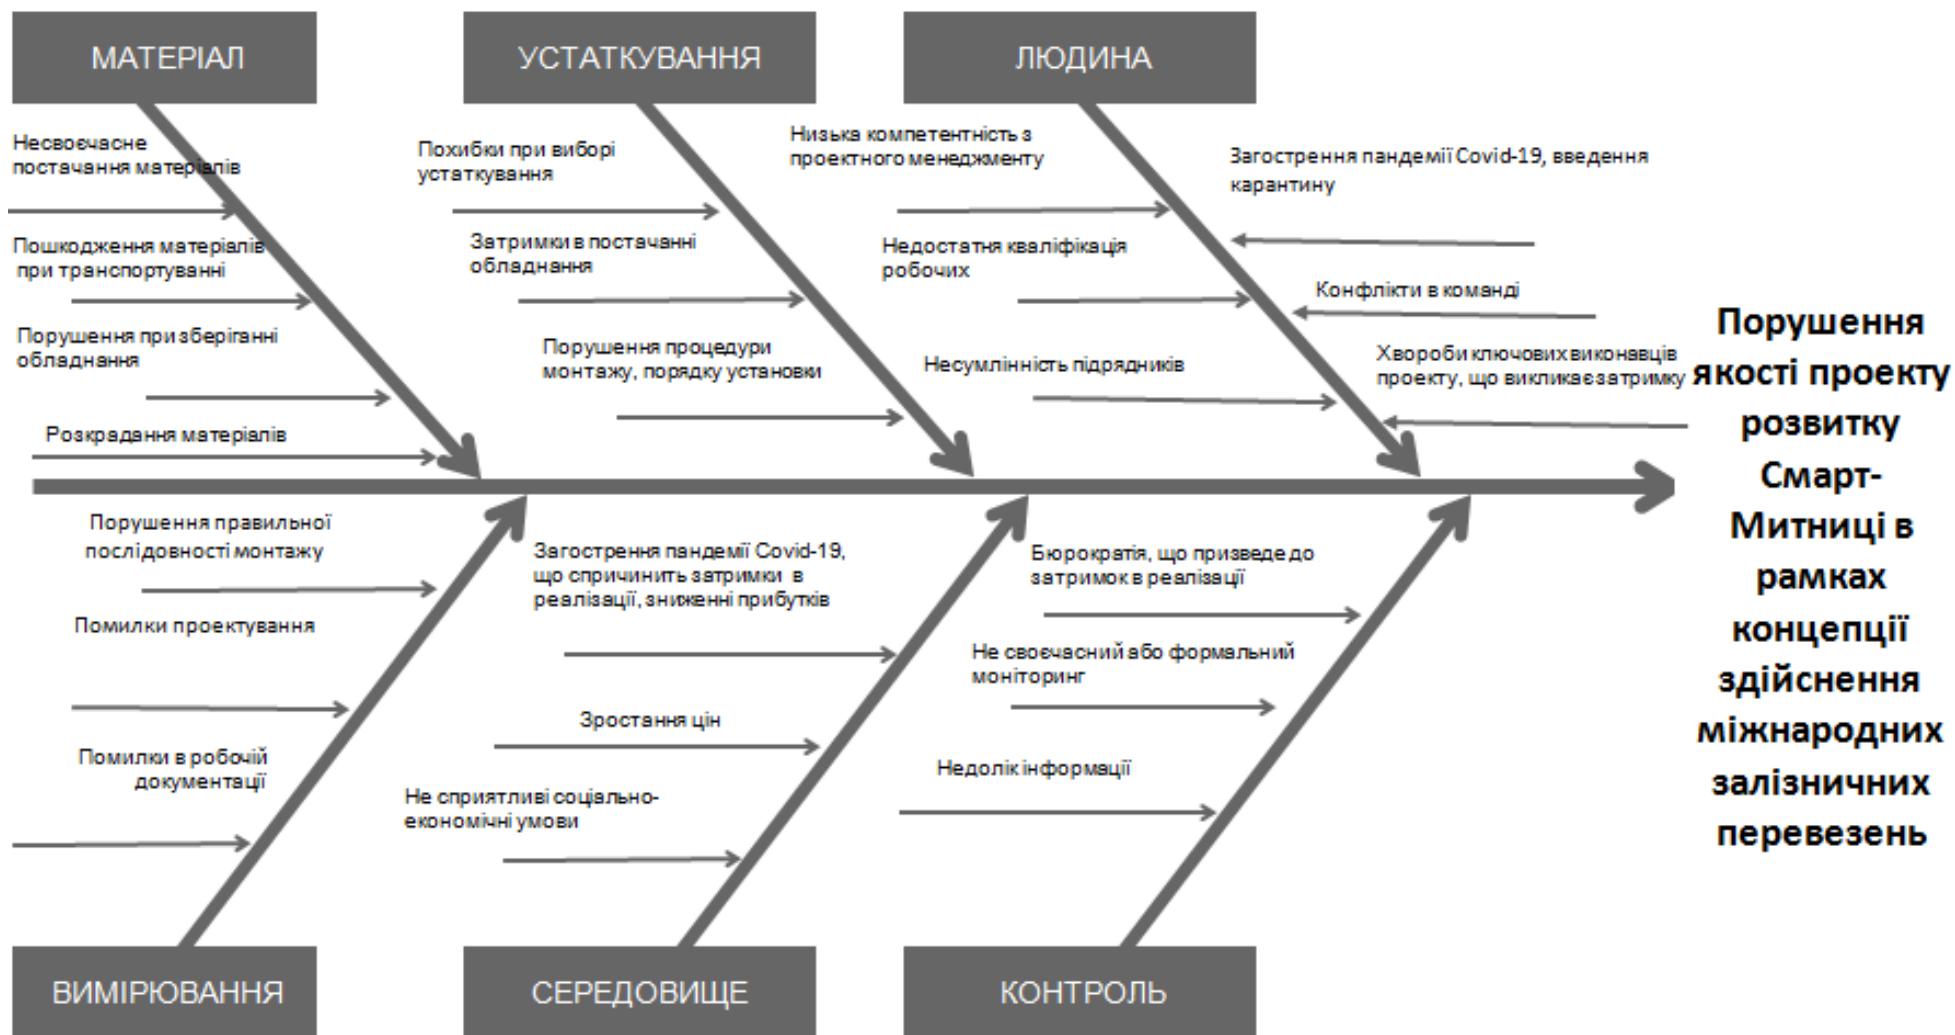 МАТЕРІАЛ
Несвоєчасне
постачання матеріалів
Пошкодження матеріалів
при транспортуванні
Порушення при зберіганні
обладнання
Розкрадання матеріалів
УСТАТКУВАННЯ
Похибки при виборі
устаткування
Затримки в постачанні
обладнання
Порушення процедури
монтажу, порядку установки
ЛЮДИНА
Низька компетентність з
проектного менеджменту
Недостатня кваліфікація
робочих
Несумлінність підрядників
Загострення пандемії Covid-19, введення
карантину
Конфлікти в команді
Хвороби ключових виконавців
проекту, що викликає затримку
Порушення
якості проекту
розвитку
Смарт-
Митниці в
рамках
концепції
здійснення
міжнародних
залізничних
перевезень
Порушення правильної
послідовності монтажу
Помилки проектування
Помилки в робочій
документації
ВИМІРЮВАННЯ
Загострення пандемії Covid-19,
що спричинить затримки в
реалізації, зниженні прибутків
Зростання цін
Не сприятливі соціально-
економічні умови
СЕРЕДОВИЩЕ
Бюрократія, що призведе до
затримок в реалізації
Не своєчасний або формальний
моніторинг
Недолік інформації
КОНТРОЛЬ